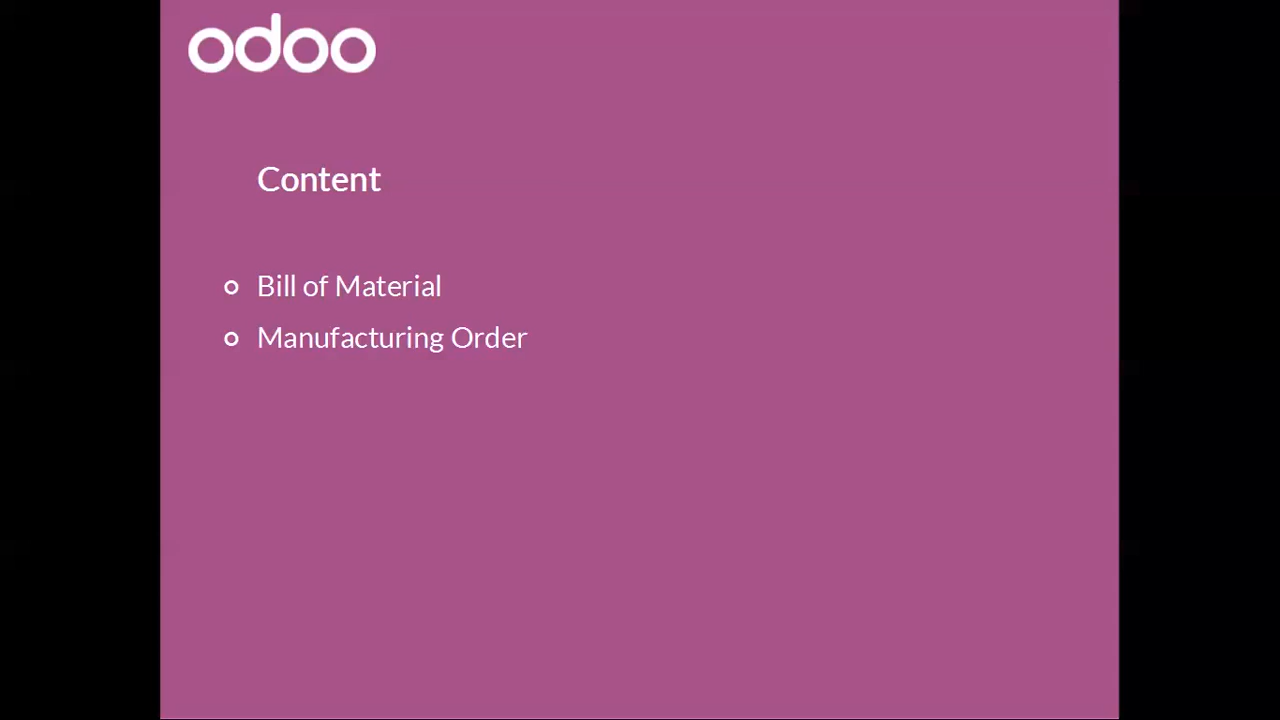 odoo
Content
Bill of Material
Manufacturing Order